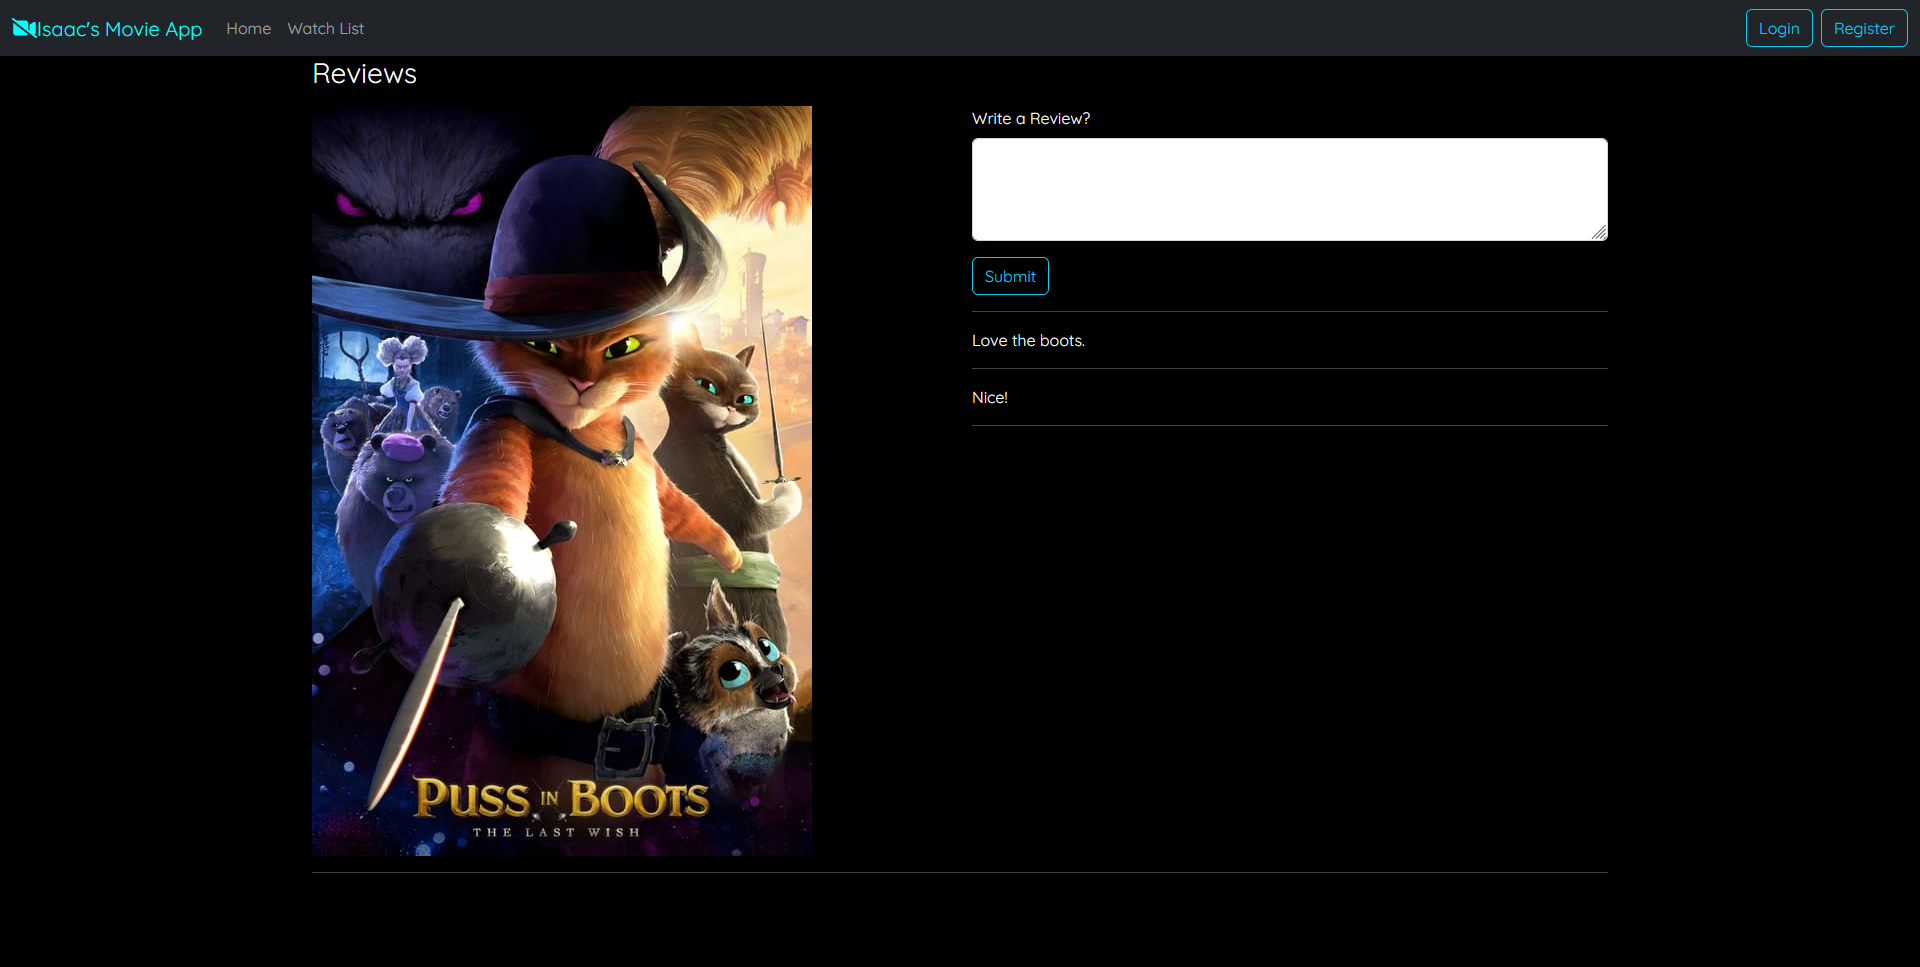 Isaac's Movie App Home Watch List Login Register
Reviews
Write a Review?
Submit
Love the boots.
Nice!
PUSS IN BOOTS
THE LAST WISH